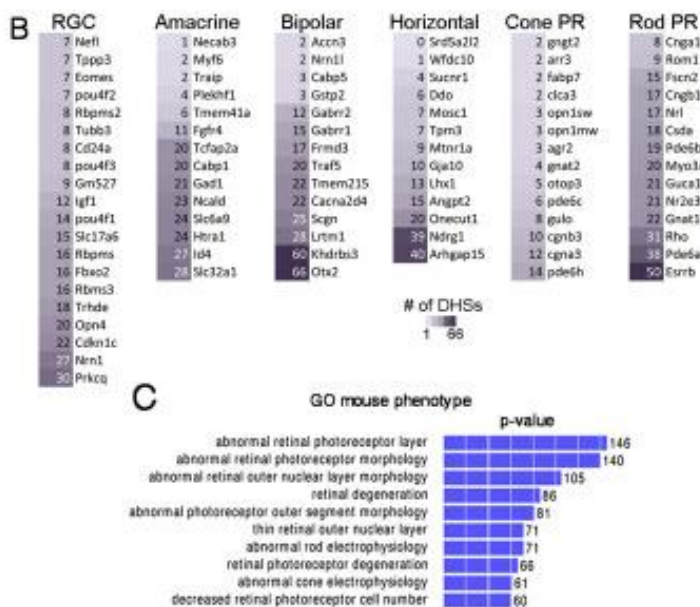 B
RGC
7 Nefl
7 Tppp3
7 Eomes
7 pou4f2
8 Rbpms2
8 Tubb3
8 Cd24a
8 pou4f3
9 Gm527
12 Igf1
14 pou4f1
15 Slc17a6
16 Rbpms
16 Fbxo2
16 Rbms3
18 Trhde
20 Opn4
22 Cdkn1c
27 Nrn1
30 Prkcq
Amacrine
1 Necab3
2 Myf6
2 Traip
4 Plekhf1
6 Tmem41a
11 Fgfr4
20 Tcfap2a
20 Cabp1
21 Gad1
23 Ncald
24 Slc6a9
24 Htra1
27 Id4
28 Slc32a1
Bipolar
2 Accn3
2 Nrn1l
3 Cabp5
3 Gstp2
12 Gabrr2
15 Gabrr1
17 Frmd3
20 Traf5
22 Tmem215
22 Cacna2d4
25 Scgn
28 Lrtm1
60 Khdrbs3
66 Otx2
Horizontal
0 Srd5a2l2
1 Wfdc10
4 Sucnr1
6 Ddo
7 Mosc1
7 Tpm3
9 Mtnr1a
10 Gja10
13 Lhx1
15 Angpt2
20 Onecut1
39 Ndrg1
40 Arhgap15
Cone PR
2 gngt2
2 arr3
2 fabp7
2 clca3
3 opn1sw
3 opn1mw
3 agr2
4 gnat2
5 otop3
6 pde6c
8 gulo
10 cgnb3
12 cgna3
14 pde6h
Rod PR
8 Cnga1
9 Rom1
15 Fscn2
17 Cngb1
17 Nrl
18 Csda
19 Pde6b
20 Myo3a
21 Guca1
21 Nr2e3
22 Gnat1
31 Rho
38 Pde6a
50 Esrrb
# of DHSs
1 66
C
GO mouse phenotype
p-value
abnormal retinal photoreceptor layer 146
abnormal retinal photoreceptor morphology 140
abnormal retinal outer nuclear layer morphology 105
retinal degeneration 86
abnormal photoreceptor outer segment morphology 81
thin retinal outer nuclear layer 71
abnormal rod electrophysiology 71
retinal photoreceptor degeneration 66
abnormal cone electrophysiology 61
decreased retinal photoreceptor cell number 60